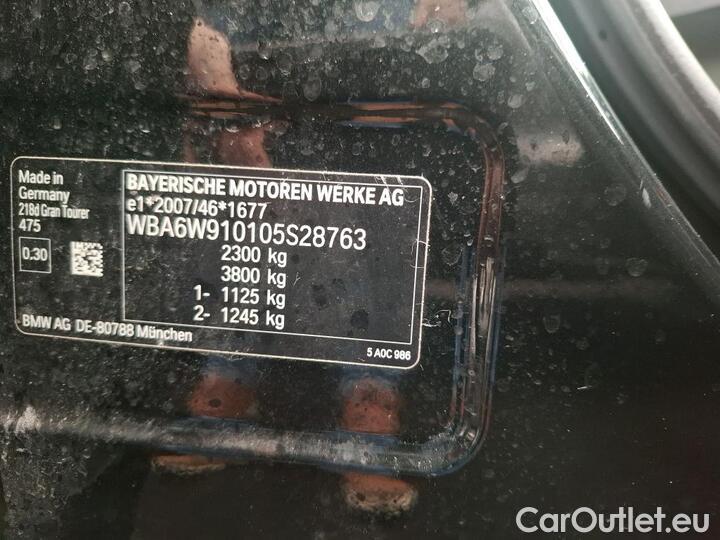 Made in
Germany
218d Gran Tourer
475
0.30
BAYERISCHE MOTOREN WERKE AG
e1*2007/46*1677
WBA6W910105S28763
2300 kg
3800 kg
1- 1125 kg
2- 1245 kg
BMW AG DE-80788 München
5 A0C 986
CarOutlet.eu